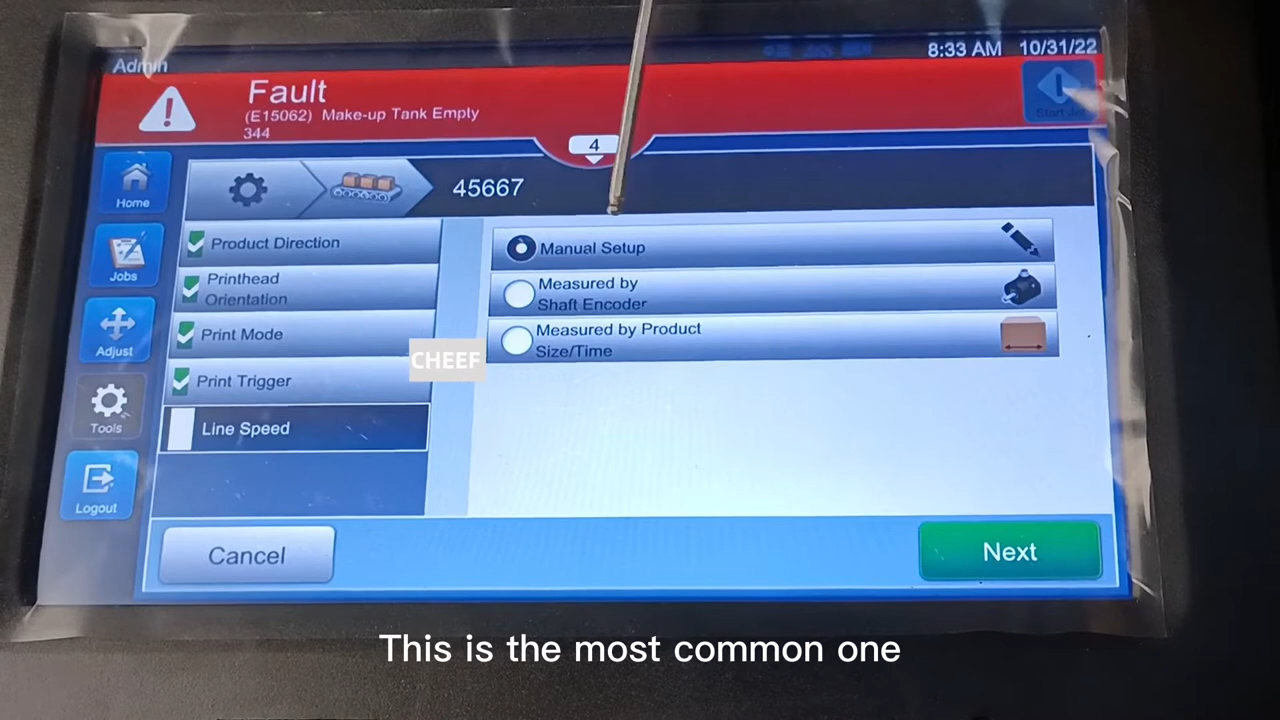 Admin
8:33 AM 10/31/22
Fault
(E15062) Make-up Tank Empty
344
Start Job
4
45667
Home
Jobs
Adjust
Tools
Logout
Product Direction
Printhead
Orientation
Print Mode
Print Trigger
Line Speed
Manual Setup
Measured by
Shaft Encoder
Measured by Product
Size/Time
CHEEF
Cancel
Next
This is the most common one